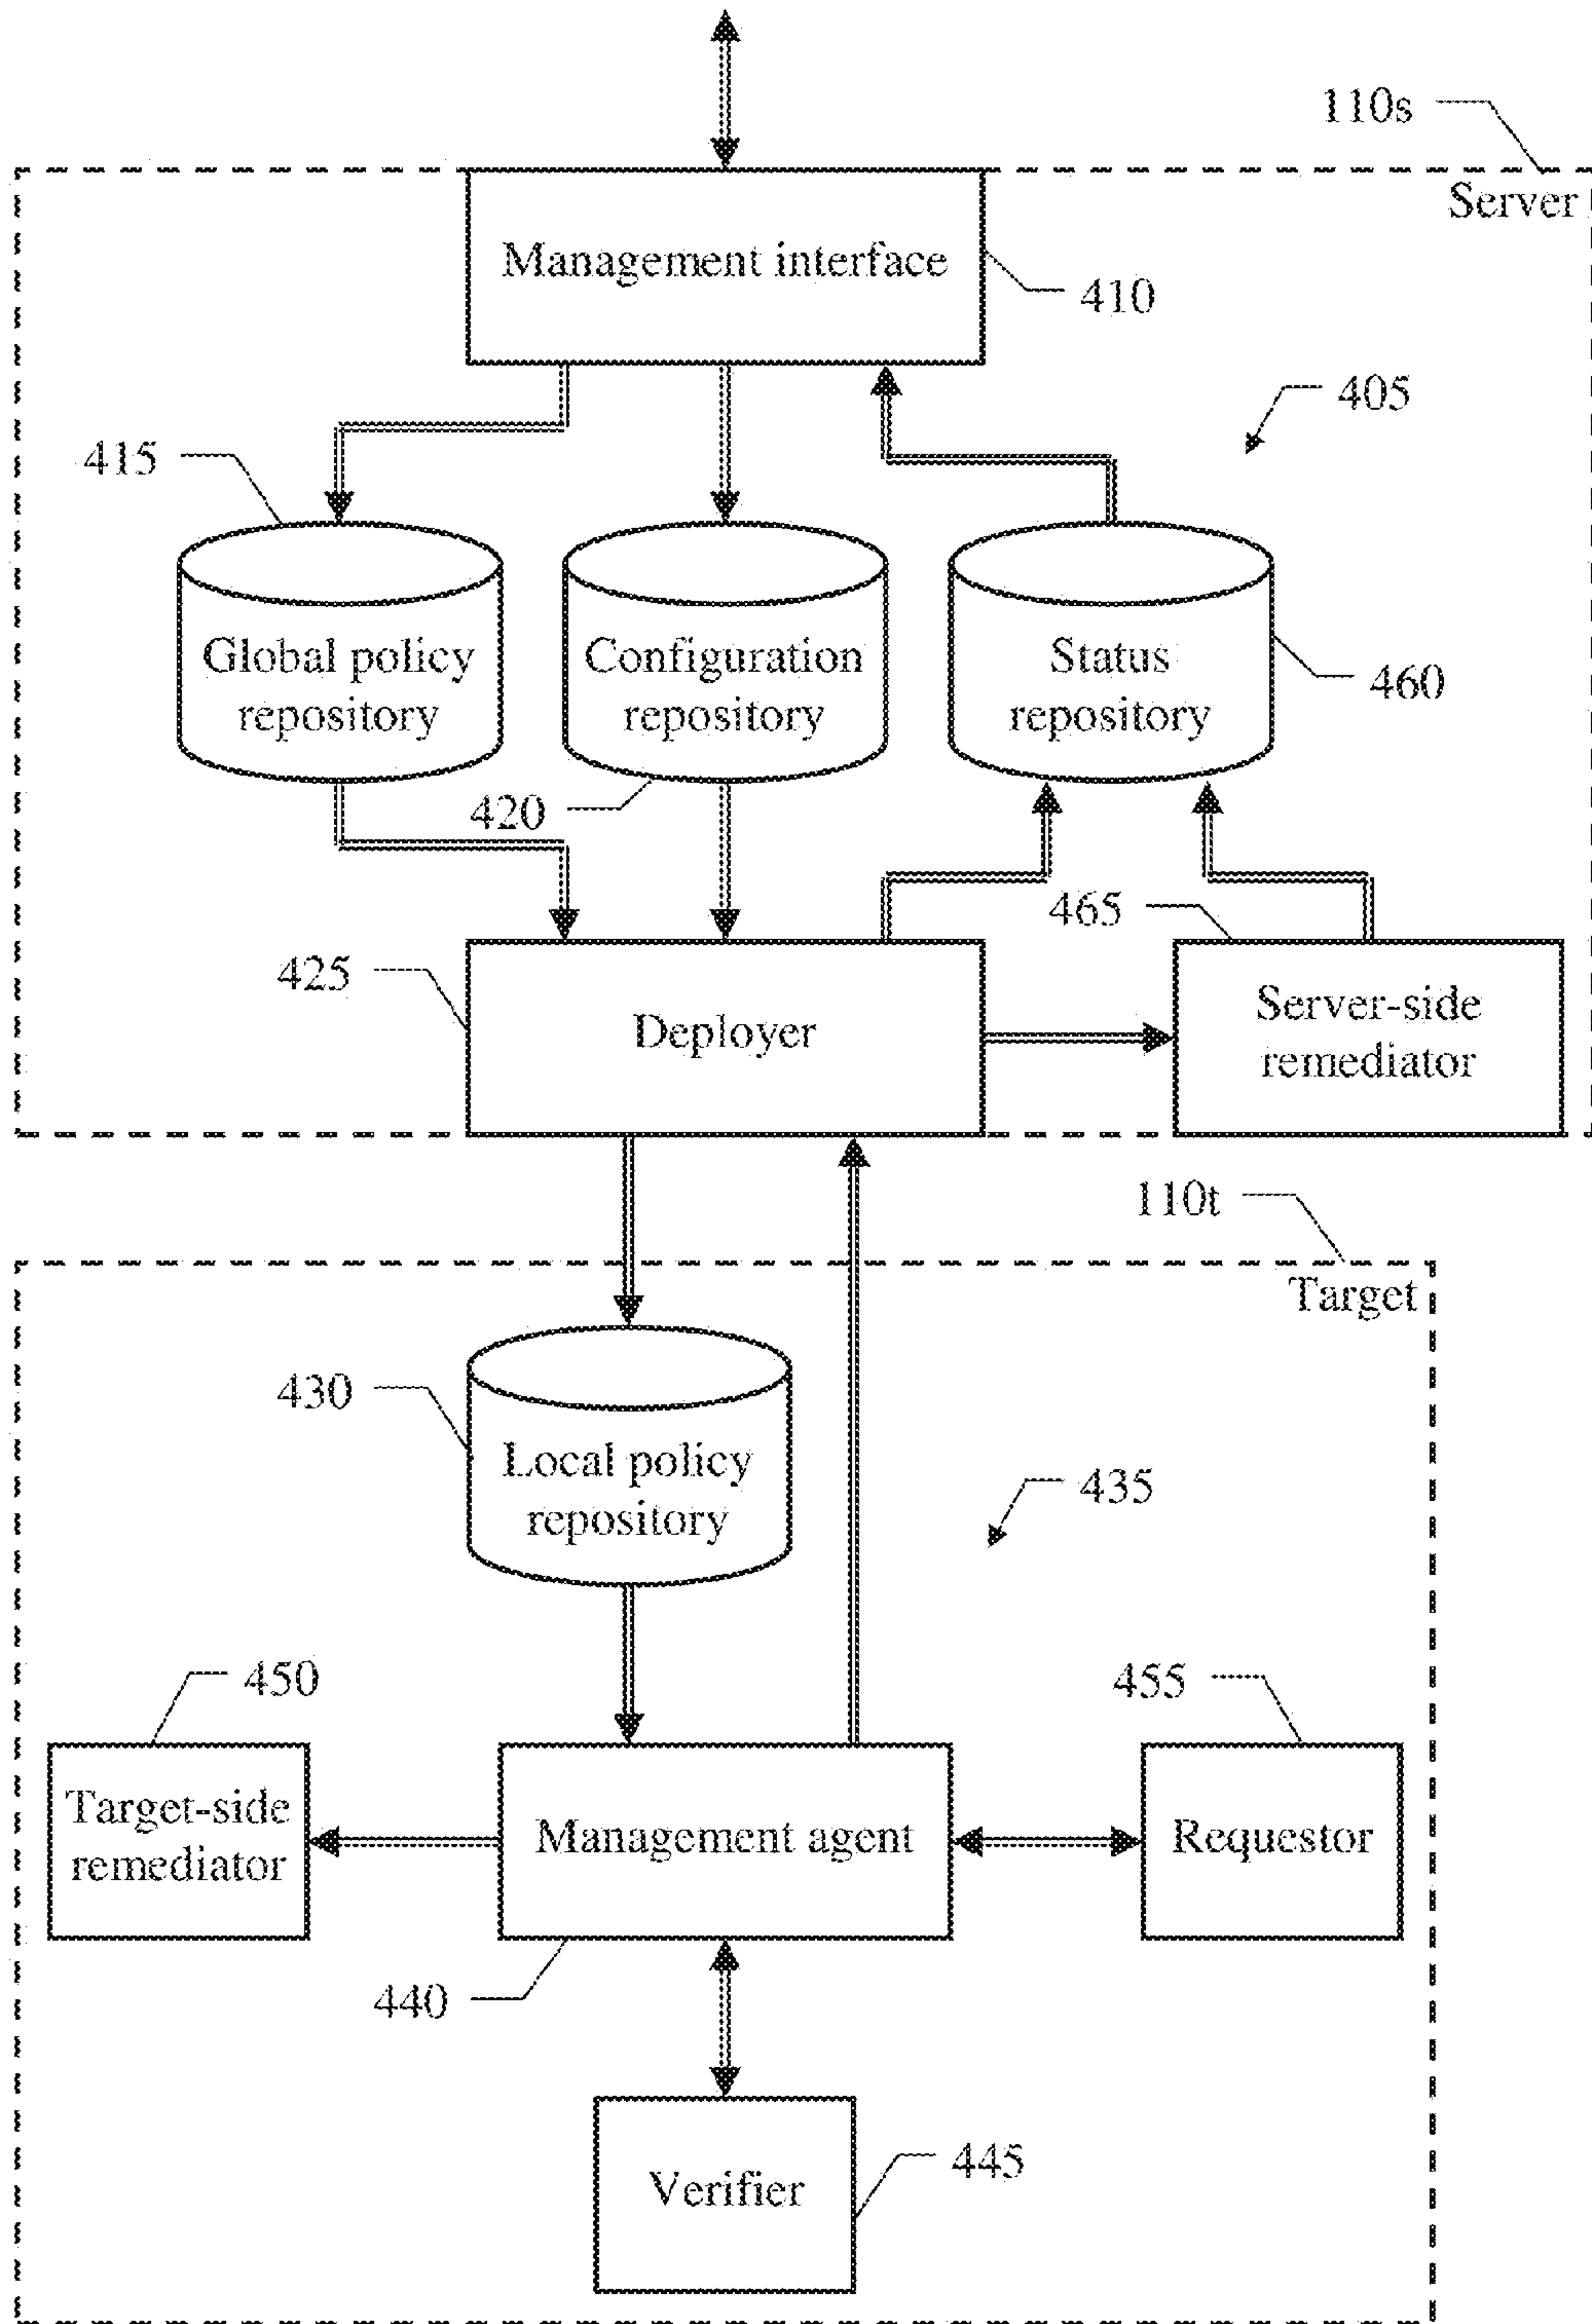 110s
Server
Management interface
410
405
415
Global policy
repository
Configuration
repository
Status
repository
460
420
465
425
Deployer
Server-side
remediator
110t
Target
430
Local policy
repository
435
450
455
Target-side
remediator
Management agent
Requestor
440
Verifier
445